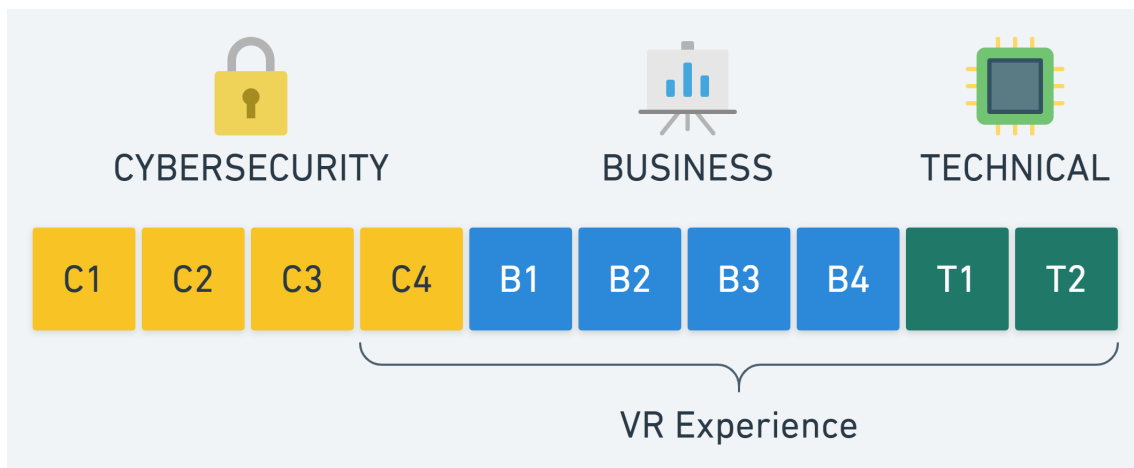 CYBERSECURITY BUSINESS TECHNICAL
C1 C2 C3 C4 B1 B2 B3 B4 T1 T2
VR Experience